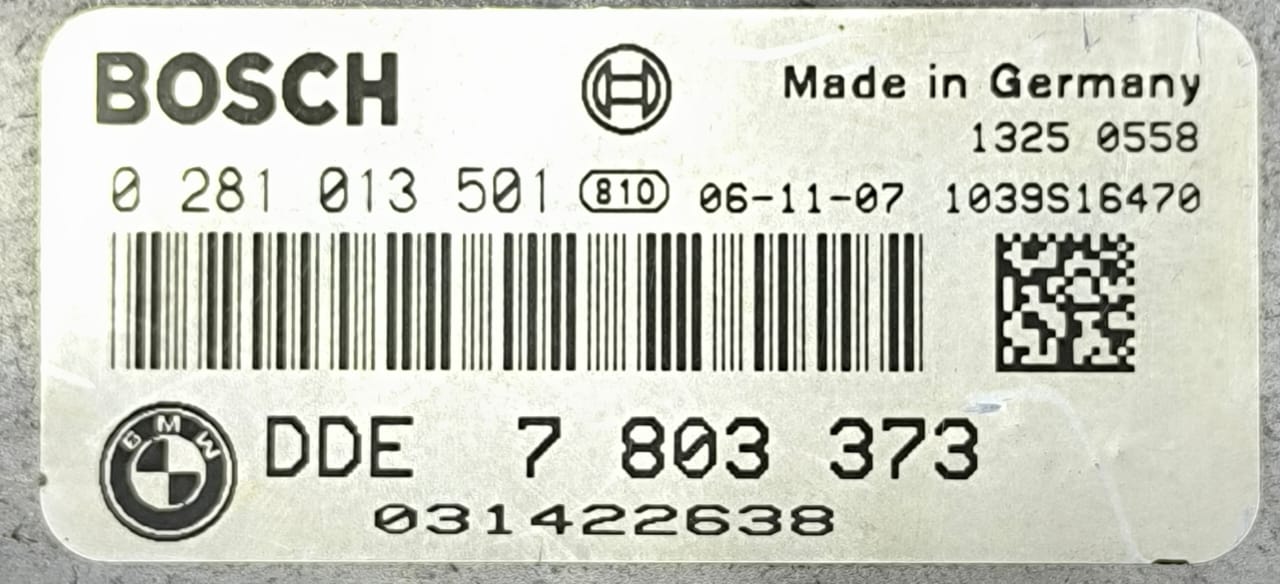 BOSCH
Made in Germany
1325 0558
0 281 013 501 810 06-11-07 1039S16470
BMW
DDE 7 803 373
031422638